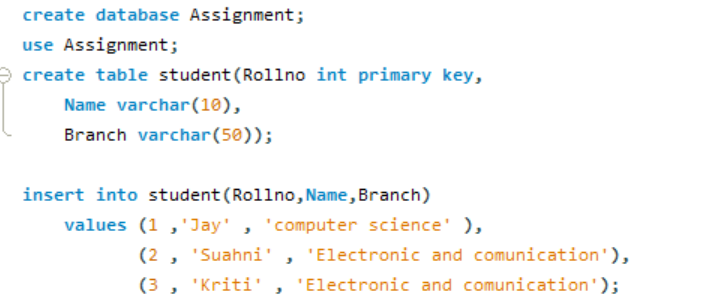 create database Assignment;
use Assignment;
create table student(Rollno int primary key,
Name varchar(10),
Branch varchar(50));
insert into student(Rollno,Name,Branch)
values (1 ,'Jay' , 'computer science' ),
(2 , 'Suahni' , 'Electronic and comunication'),
(3 , 'Kriti' , 'Electronic and comunication');